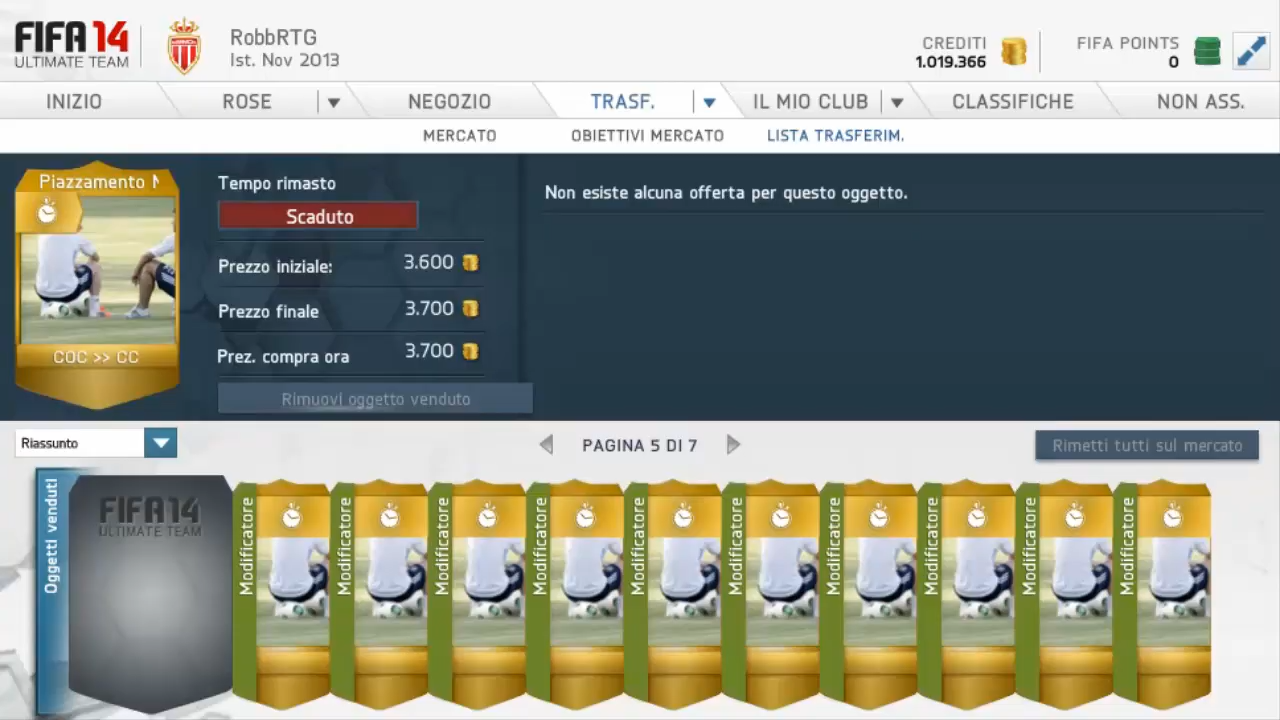 FIFA 14
ULTIMATE TEAM
RobbRTG
Ist. Nov 2013
CREDITI
1.019.366
FIFA POINTS
0
INIZIO
ROSE
NEGOZIO
TRASF.
IL MIO CLUB
CLASSIFICHE
NON ASS.
MERCATO
OBIETTIVI MERCATO
LISTA TRASFERIM.
Piazzamento M
COC >> CC
Tempo rimasto
Scaduto
Prezzo iniziale: 3.600
Prezzo finale 3.700
Prez. compra ora 3.700
Rimuovi oggetto venduto
Non esiste alcuna offerta per questo oggetto.
Riassunto
PAGINA 5 DI 7
Rimetti tutti sul mercato
Oggetti venduti
FIFA 14
ULTIMATE TEAM
Modificatore
Modificatore
Modificatore
Modificatore
Modificatore
Modificatore
Modificatore
Modificatore
Modificatore
Modificatore